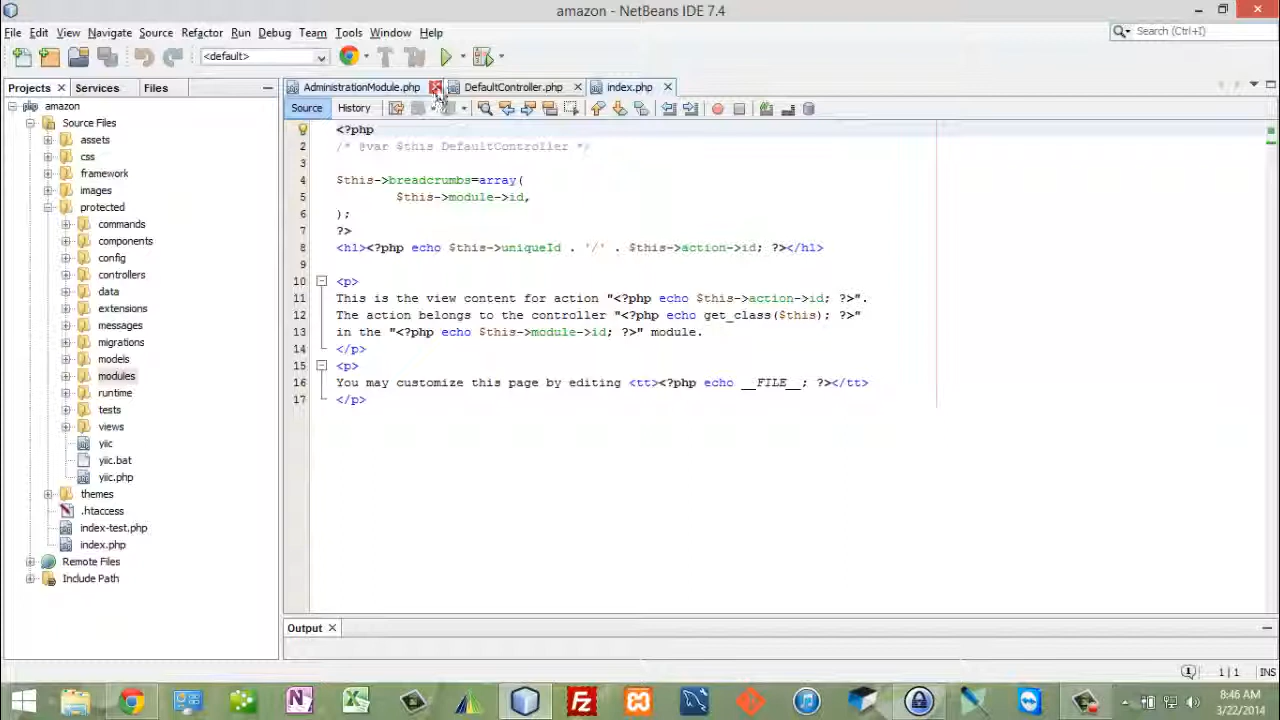 amazon - NetBeans IDE 7.4
File Edit View Navigate Source Refactor Run Debug Team Tools Window Help
Search (Ctrl+I)
<default>
Projects Services Files
AdministrationModule.php DefaultController.php index.php
Source History
amazon
Source Files
assets
css
framework
images
protected
commands
components
config
controllers
data
extensions
messages
migrations
models
modules
runtime
tests
views
yiic
yiic.bat
yiic.php
themes
.htaccess
index-test.php
index.php
Remote Files
Include Path
<?php
2 /* @var $this DefaultController */
3
4 $this->breadcrumbs=array(
5 $this->module->id,
6 );
7 ?>
8 <h1><?php echo $this->uniqueId . '/' . $this->action->id; ?></h1>
9
10 <p>
11 This is the view content for action "<?php echo $this->action->id; ?>".
12 The action belongs to the controller "<?php echo get_class($this); ?>"
13 in the "<?php echo $this->module->id; ?>" module.
14 </p>
15 <p>
16 You may customize this page by editing <tt><?php echo __FILE__; ?></tt>
17 </p>
Output
1 | 1 INS
8:46 AM
3/22/2014